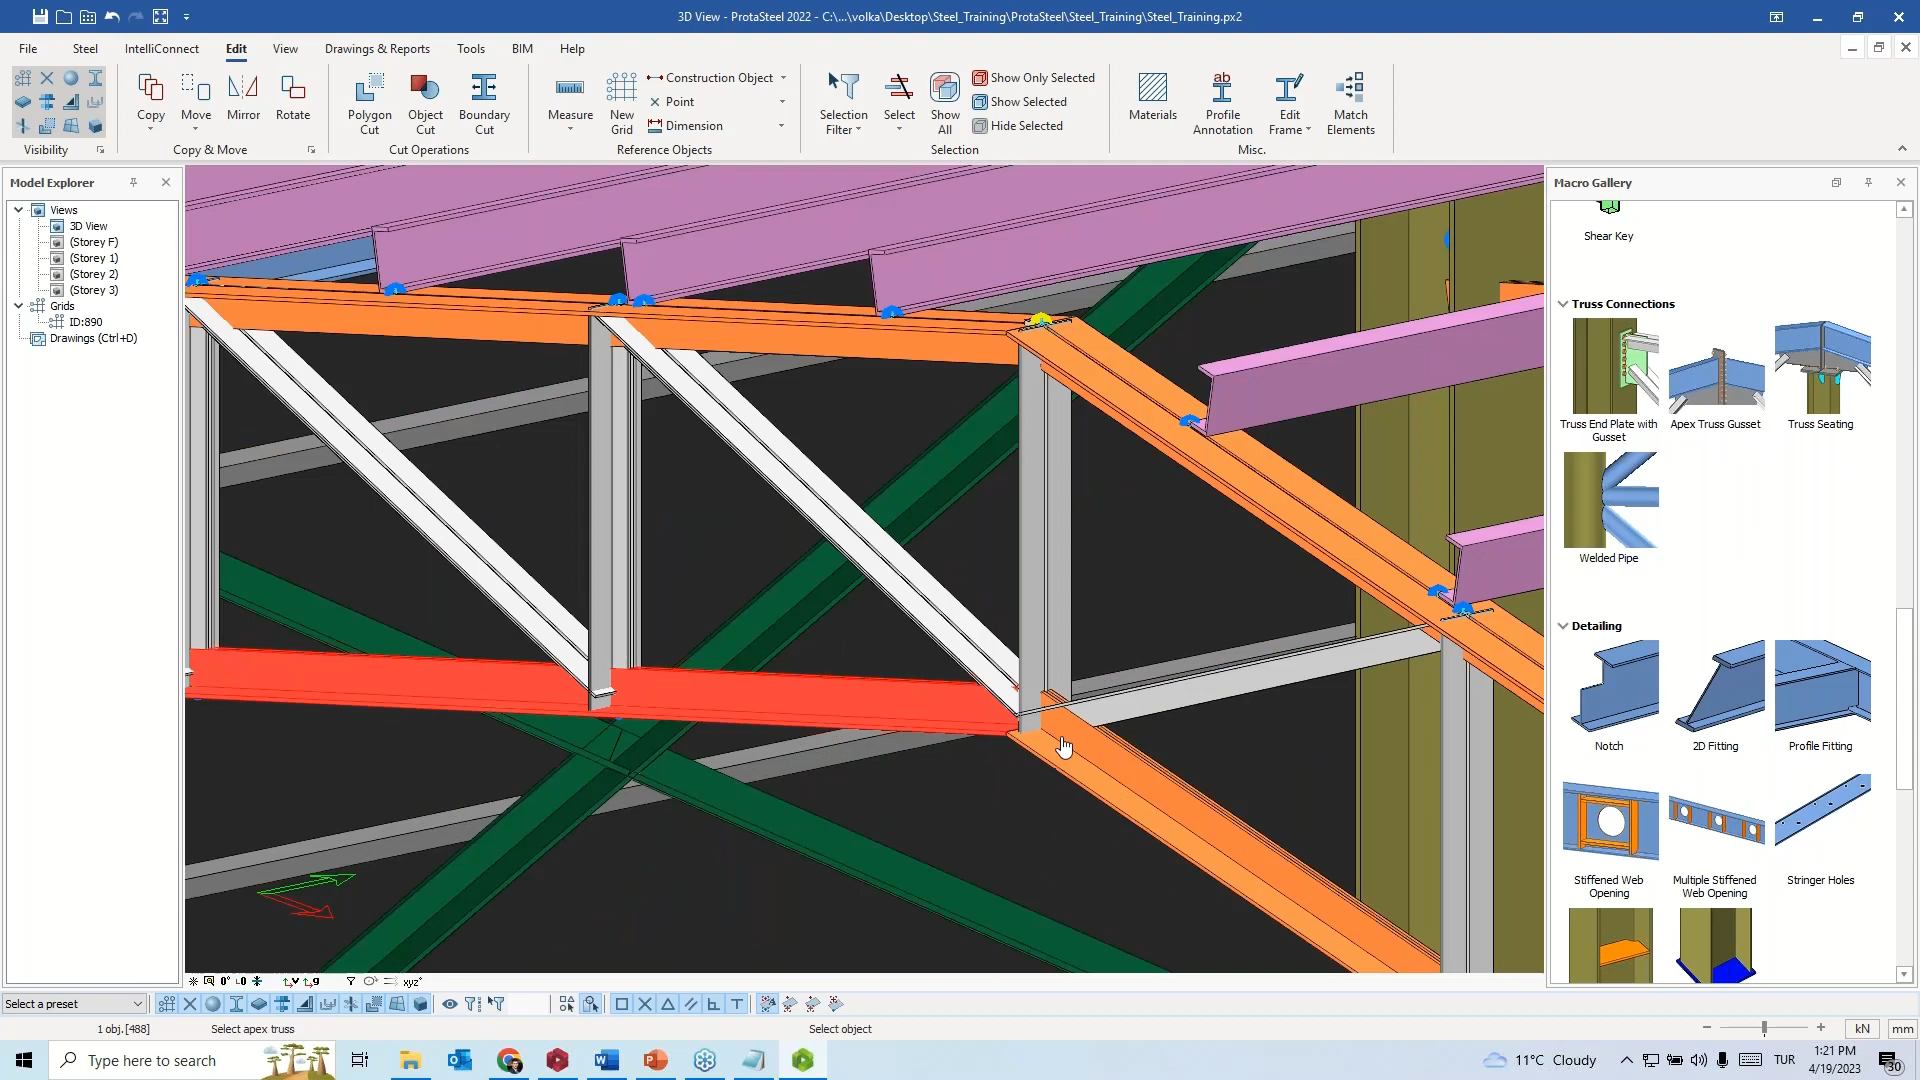 3D View - ProtaSteel 2022 - C:\...\volka\Desktop\Steel_Training\ProtaSteel\Steel_Training\Steel_Training.px2
File Steel IntelliConnect Edit View Drawings & Reports Tools BIM Help
Visibility
Copy Move Mirror Rotate
Copy & Move
Polygon Cut Object Cut Boundary Cut
Cut Operations
Measure New Grid
Construction Object
Point
Dimension
Reference Objects
Selection Filter Select Show All
Show Only Selected
Show Selected
Hide Selected
Selection
Materials ab Profile Annotation Edit Frame Match Elements
Misc.
Model Explorer
Views
3D View
(Storey F)
(Storey 1)
(Storey 2)
(Storey 3)
Grids
ID:890
Drawings (Ctrl+D)
Macro Gallery
Shear Key
Truss Connections
Truss End Plate with Gusset
Apex Truss Gusset
Truss Seating
Welded Pipe
Detailing
Notch
2D Fitting
Profile Fitting
Stiffened Web Opening
Multiple Stiffened Web Opening
Stringer Holes
xyz
Select a preset
1 obj.[488] Select apex truss Select object kN mm
Type here to search
11°C Cloudy
TUR
1:21 PM
4/19/2023
30